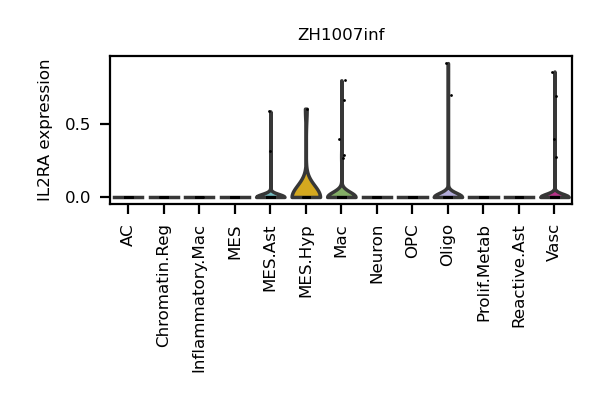 ZH1007inf
IL2RA expression
0.5
0.0
AC
Chromatin.Reg
Inflammatory.Mac
MES
MES.Ast
MES.Hyp
Mac
Neuron
OPC
Oligo
Prolif.Metab
Reactive.Ast
Vasc